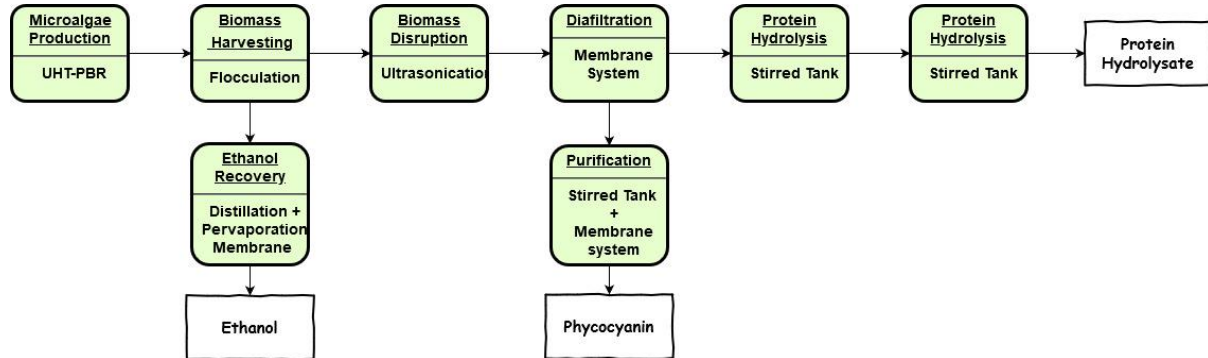 Microalgae
Production
UHT-PBR
Biomass
Harvesting
Flocculation
Biomass
Disruption
Ultrasonication
Diafiltration
Membrane
System
Protein
Hydrolysis
Stirred Tank
Protein
Hydrolysis
Stirred Tank
Protein
Hydrolysate
Ethanol
Recovery
Distillation +
Pervaporation
Membrane
Purification
Stirred Tank
+
Membrane
system
Ethanol
Phycocyanin